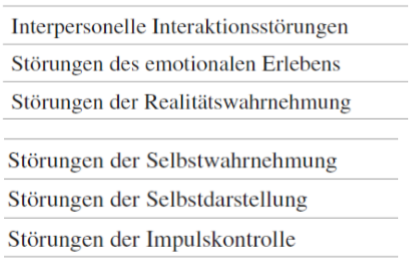 Interpersonelle Interaktionsstörungen
Störungen des emotionalen Erlebens
Störungen der Realitätswahrnehmung
Störungen der Selbstwahrnehmung
Störungen der Selbstdarstellung
Störungen der Impulskontrolle